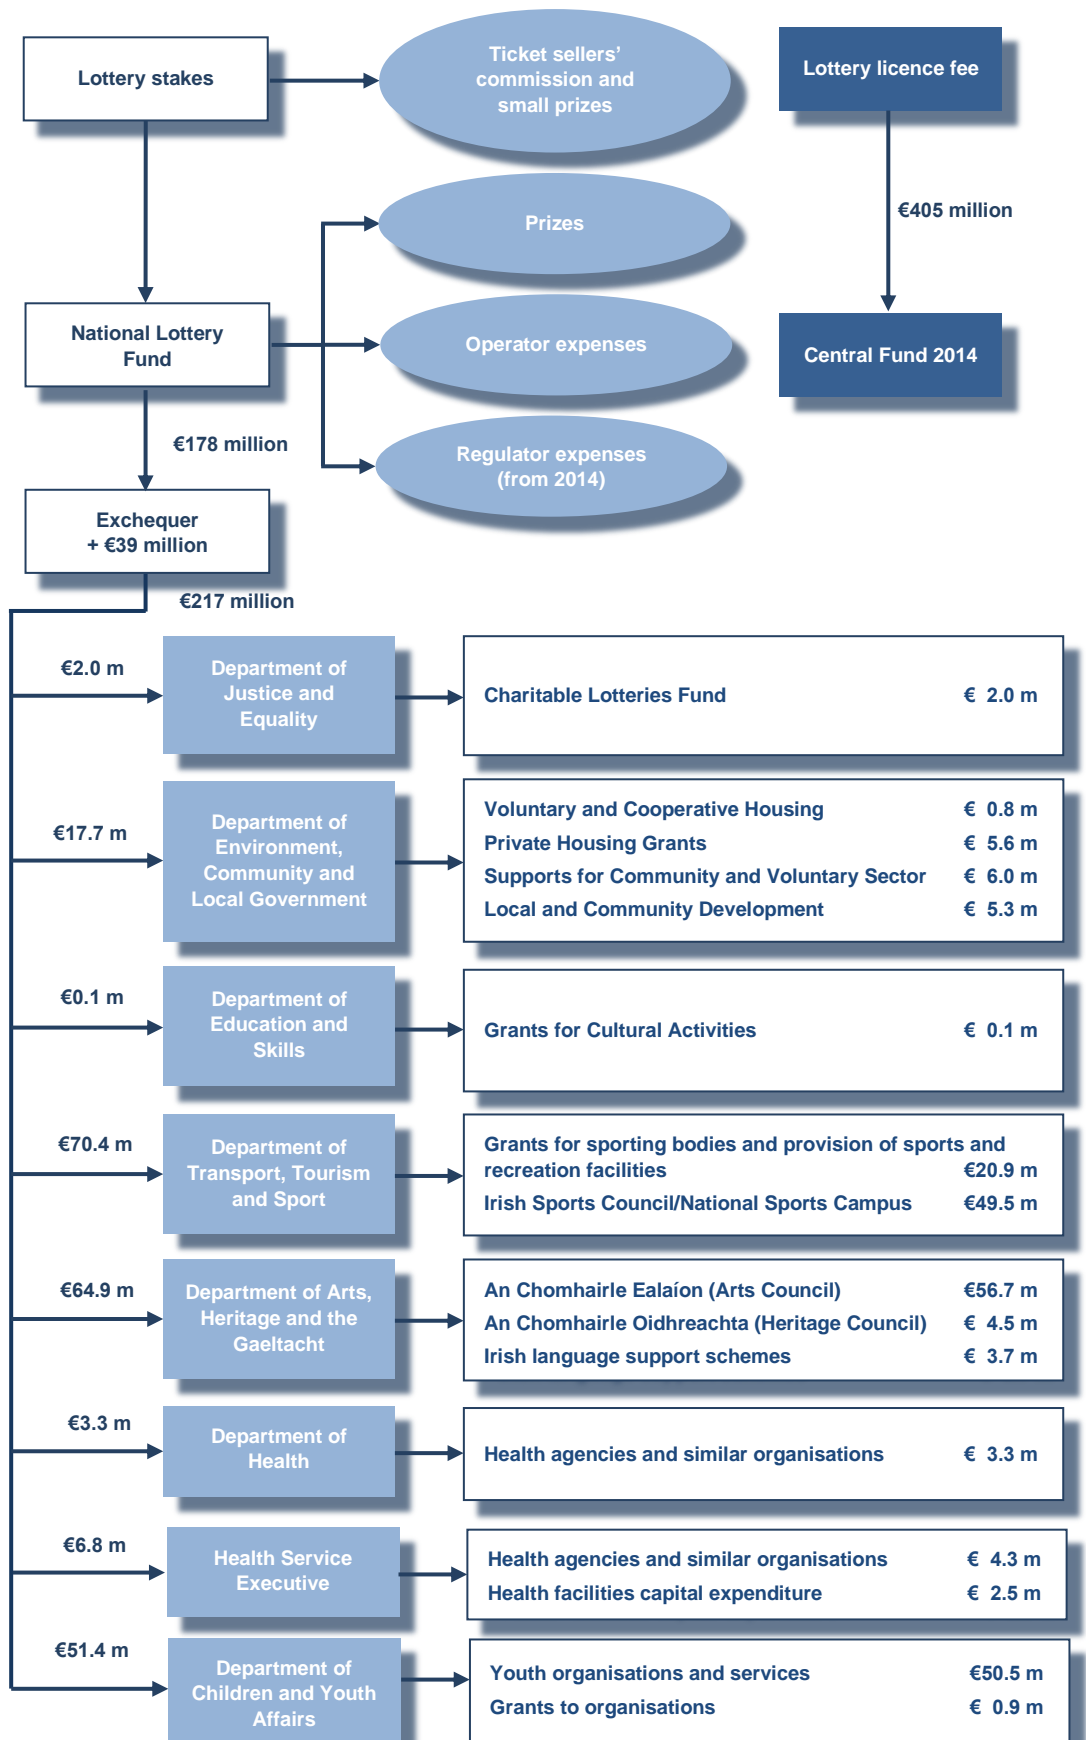 Lottery stakes
Ticket sellers'
commission and
small prizes
Lottery licence fee
€405 million
Prizes
National Lottery
Fund
Operator expenses
Central Fund 2014
€178 million
Regulator expenses
(from 2014)
Exchequer
+ €39 million
€217 million
€2.0 m
Department of
Justice and
Equality
Charitable Lotteries Fund € 2.0 m
€17.7 m
Department of
Environment,
Community and
Local Government
Voluntary and Cooperative Housing € 0.8 m
Private Housing Grants € 5.6 m
Supports for Community and Voluntary Sector € 6.0 m
Local and Community Development € 5.3 m
€0.1 m
Department of
Education and
Skills
Grants for Cultural Activities € 0.1 m
€70.4 m
Department of
Transport, Tourism
and Sport
Grants for sporting bodies and provision of sports and
recreation facilities €20.9 m
Irish Sports Council/National Sports Campus €49.5 m
€64.9 m
Department of Arts,
Heritage and the
Gaeltacht
An Chomhairle Ealaíon (Arts Council) €56.7 m
An Chomhairle Oidhreachta (Heritage Council) € 4.5 m
Irish language support schemes € 3.7 m
€3.3 m
Department of
Health
Health agencies and similar organisations € 3.3 m
€6.8 m
Health Service
Executive
Health agencies and similar organisations € 4.3 m
Health facilities capital expenditure € 2.5 m
€51.4 m
Department of
Children and Youth
Affairs
Youth organisations and services €50.5 m
Grants to organisations € 0.9 m